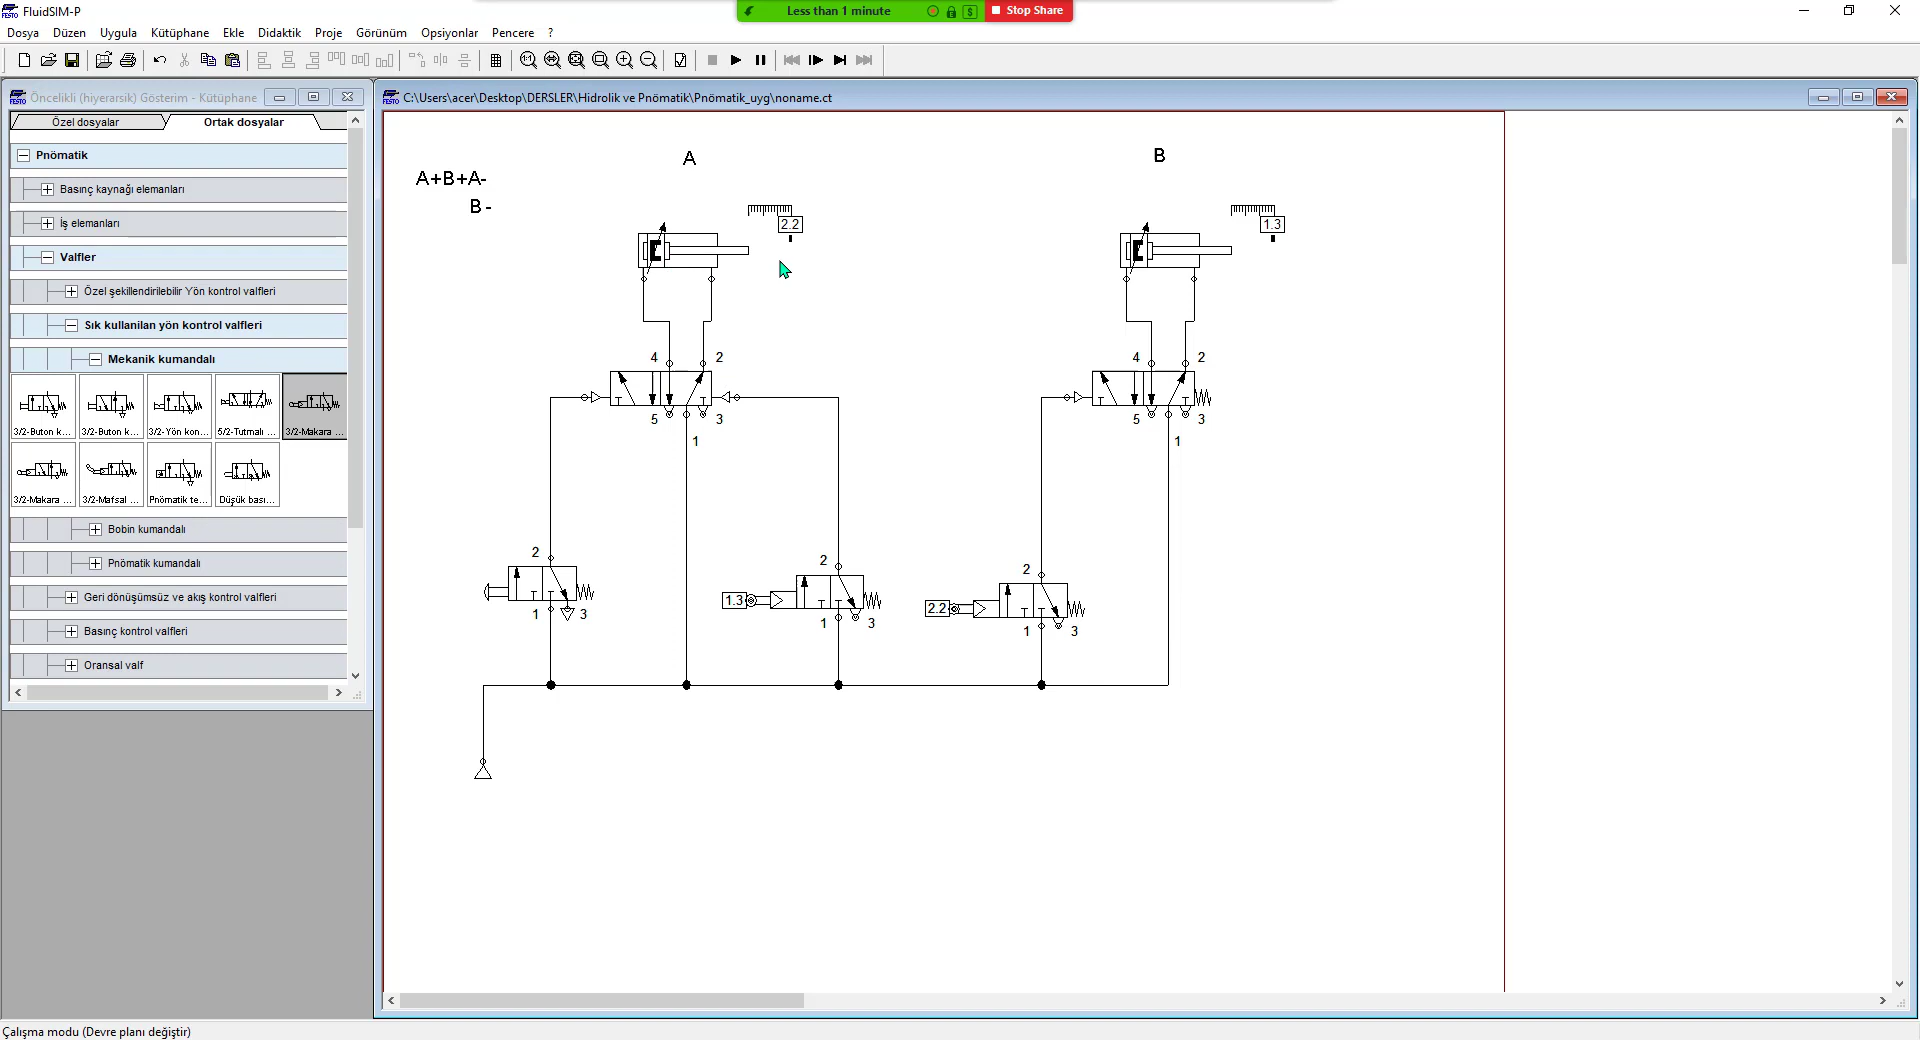 FluidSIM-P
Less than 1 minute
Stop Share
Dosya Düzen Uygula Kütüphane Ekle Didaktik Proje Görünüm Opsiyonlar Pencere ?
Öncelikli (hiyerarsik) Gösterim - Kütüphane
Özel dosyalar
Ortak dosyalar
Pnömatik
Basınç kaynağı elemanları
İş elemanları
Valfler
Özel şekillendirilebilir Yön kontrol valfleri
Sık kullanilan yön kontrol valfleri
Mekanik kumandalı
3/2-Buton k... 3/2-Buton k... 3/2-Yön kon... 5/2-Tutmalı ... 3/2-Makara ...
3/2-Makara ... 3/2-Mafsal ... Pnömatik te... Düşük bası...
Bobin kumandalı
Pnömatik kumandalı
Geri dönüşümsüz ve akış kontrol valfleri
Basınç kontrol valfleri
Oransal valf
C:\Users\acer\Desktop\DERSLER\Hidrolik ve Pnömatik\Pnömatik_uyg\noname.ct
A
B
A+B+A-
B -
2.2
1.3
4 2
5 3
1
4 2
5 3
1
2
1 3
2
1.3
1 3
2
2.2
1 3
Çalışma modu (Devre planı değiştir)